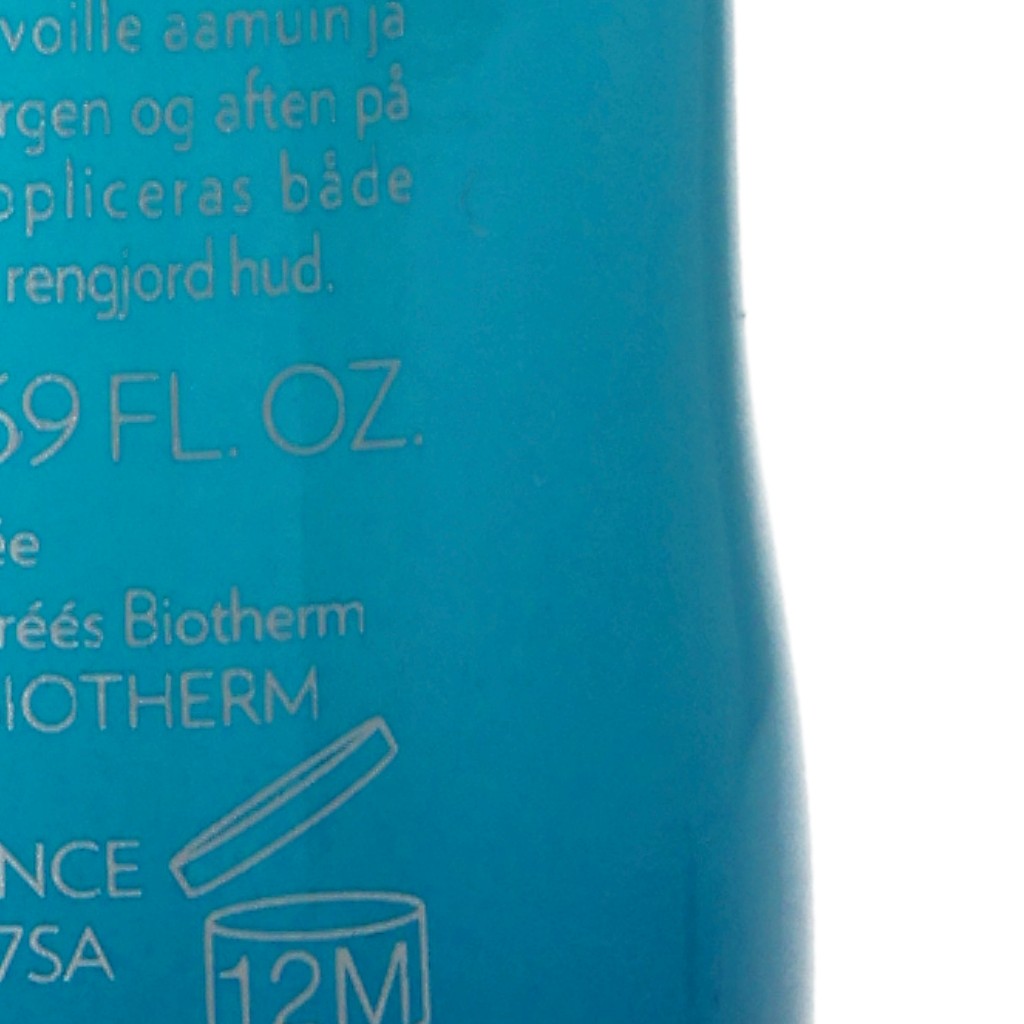 voille aamuin ja
rgen og aften på
ppliceras både
rengjord hud.
69 FL. OZ.
ée
réés Biotherm
IOTHERM
NCE
7SA
12M